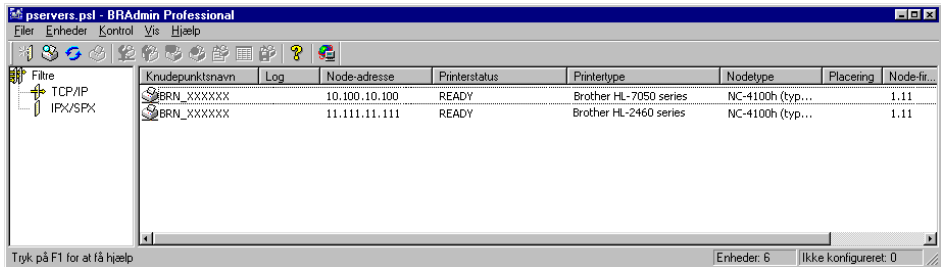 pservers.psl - BRAdmin Professional
Filer Enheder Kontrol Vis Hjælp
Filtre
TCP/IP
IPX/SPX
Knudepunktsnavn Log Node-adresse Printerstatus Printertype Nodetype Placering Node-fir...
BRN_XXXXXX 10.100.10.100 READY Brother HL-7050 series NC-4100h (typ... 1.11
BRN_XXXXXX 11.111.11.111 READY Brother HL-2460 series NC-4100h (typ... 1.11
Tryk på F1 for at få hjælp Enheder: 6 Ikke konfigureret: 0